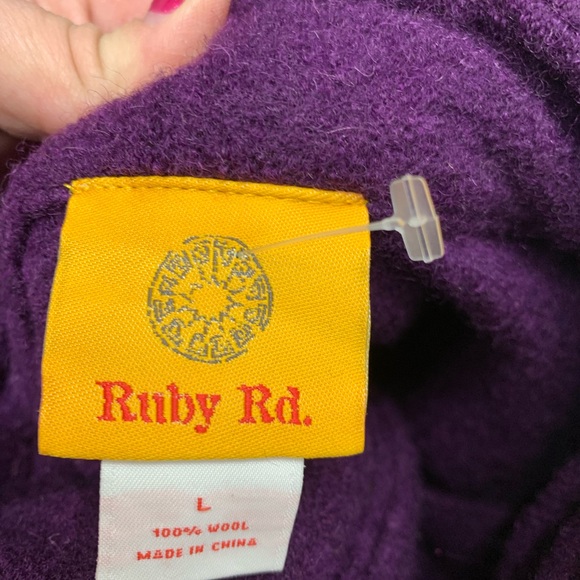 Ruby Rd.
L
100% WOOL
MADE IN CHINA